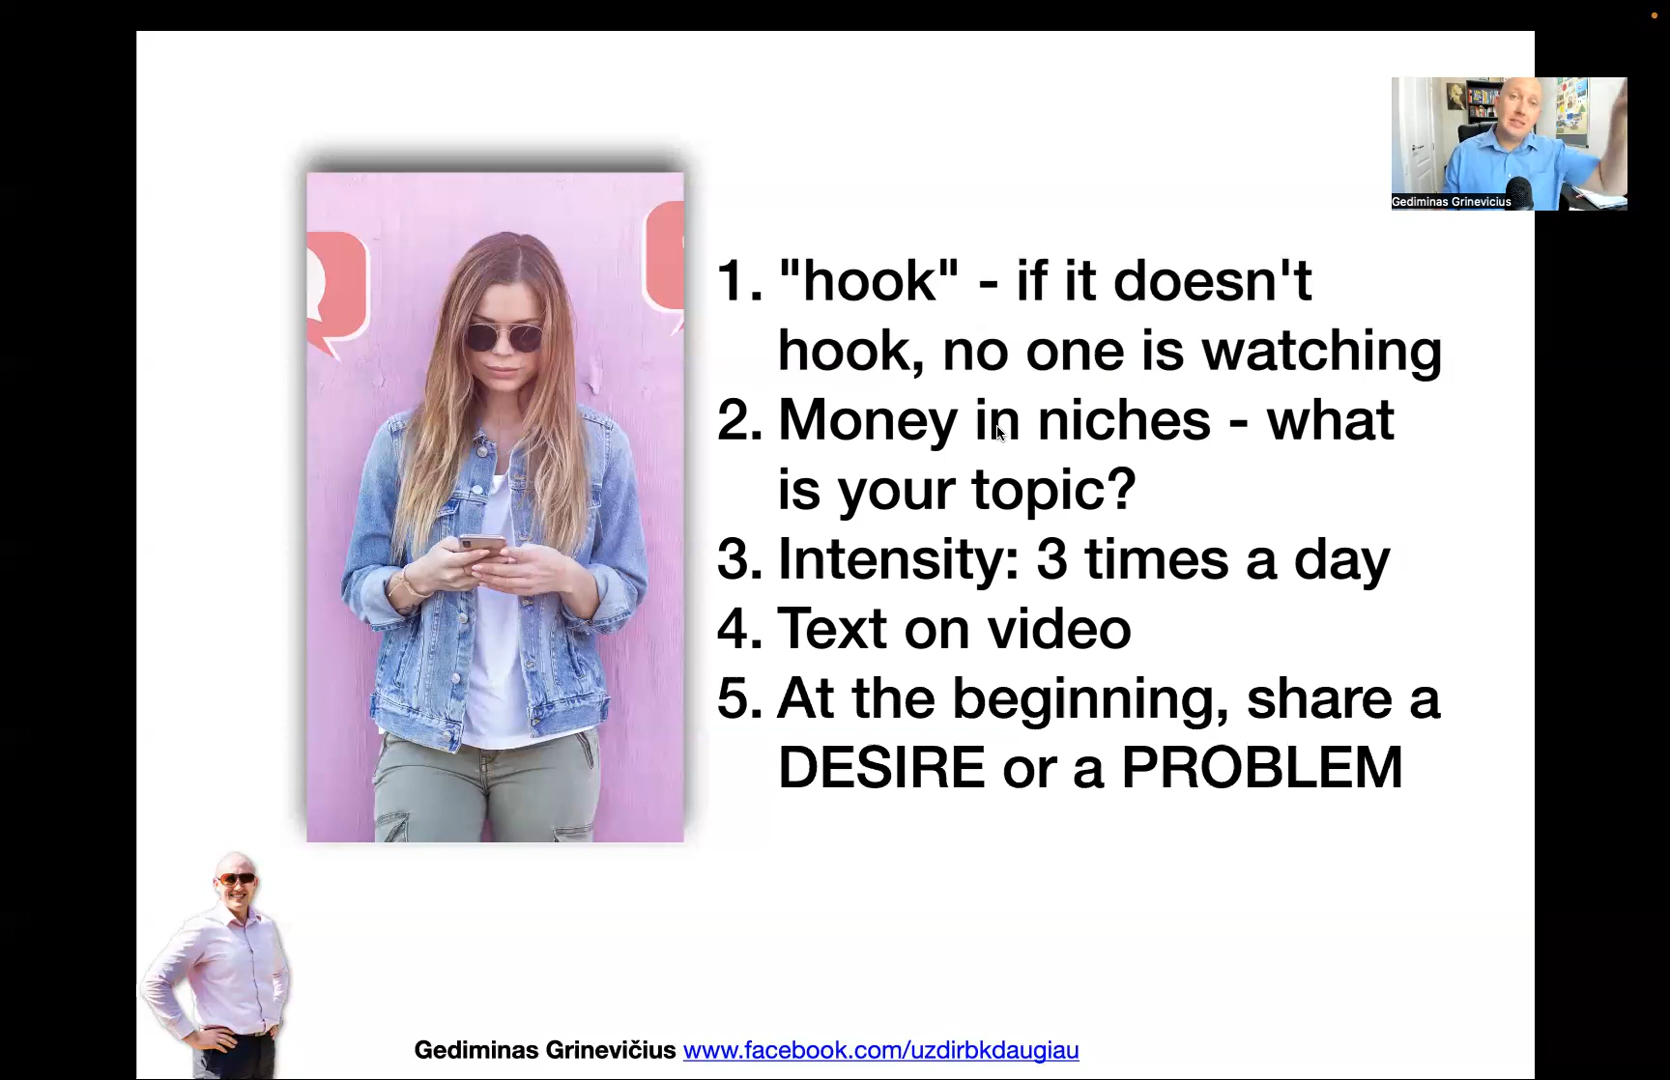 Gediminas Grinevicius
1. "hook" - if it doesn't
hook, no one is watching
2. Money in niches - what
is your topic?
3. Intensity: 3 times a day
4. Text on video
5. At the beginning, share a
DESIRE or a PROBLEM
Gediminas Grinevičius www.facebook.com/uzdirbkdaugiau